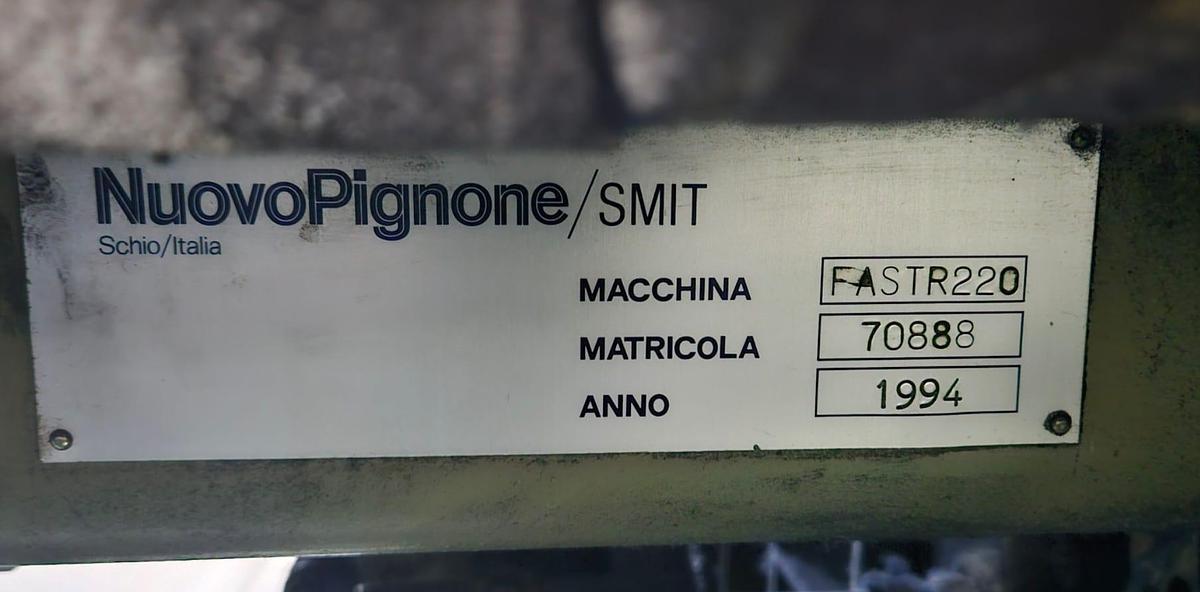 NuovoPignone/SMIT
Schio/Italia
MACCHINA FASTR220
MATRICOLA 70888
ANNO 1994